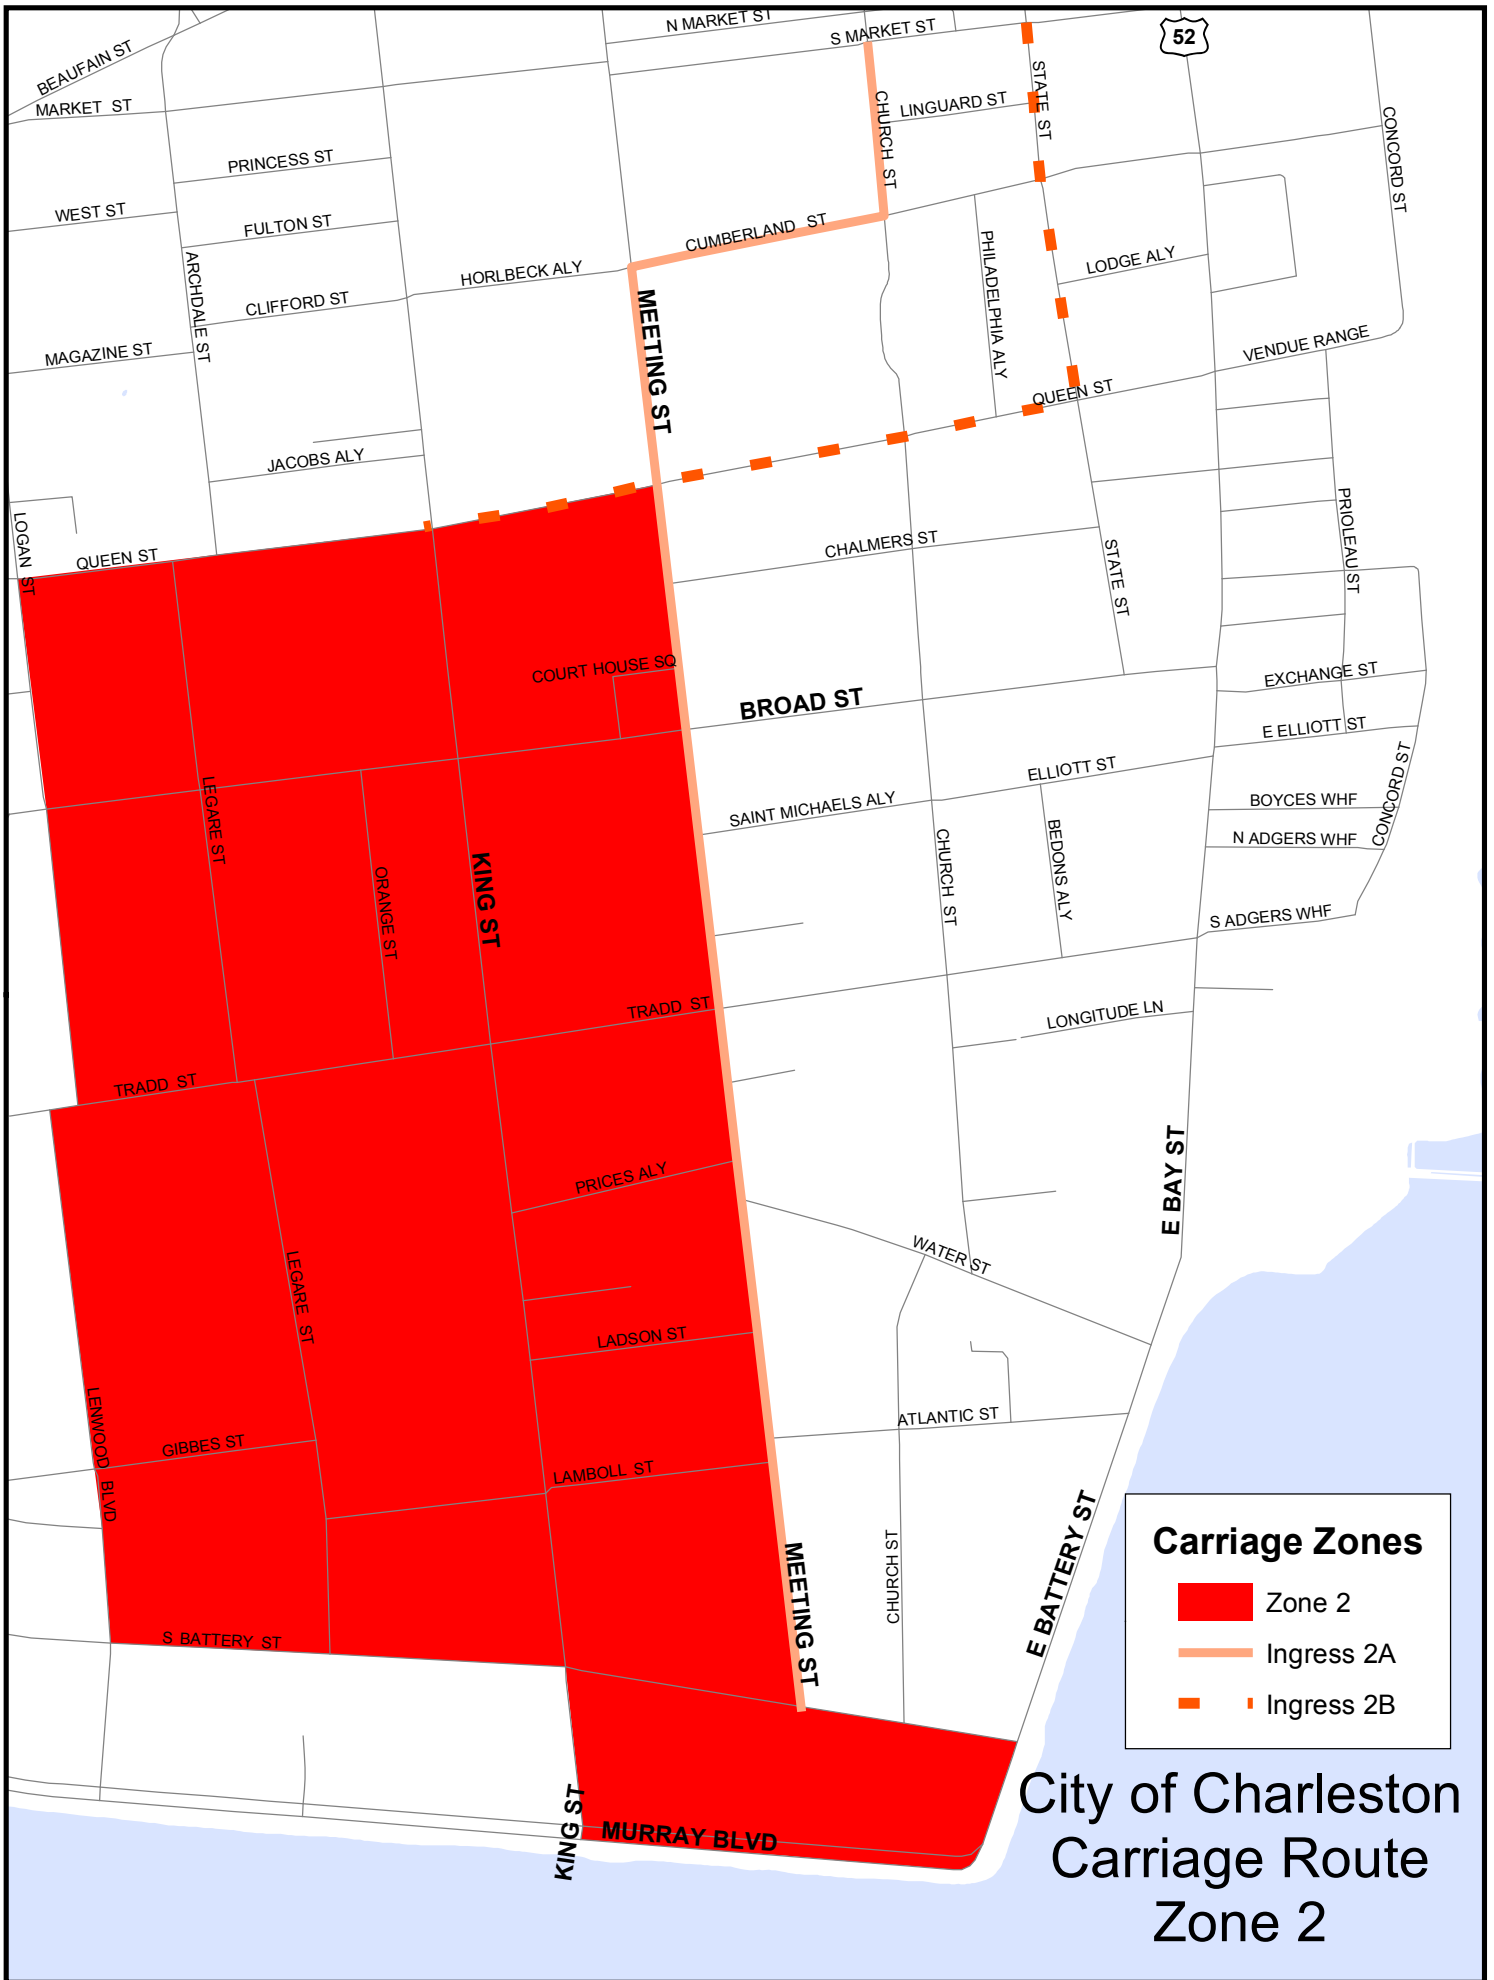 N MARKET ST
S MARKET ST
52
BEAUFAIN ST
MARKET ST
STATE ST
LINGUARD ST
CHURCH ST
CONCORD ST
PRINCESS ST
WEST ST
FULTON ST
CUMBERLAND ST
PHILADELPHIA ALY
LODGE ALY
ARCHDALE ST
HORLBECK ALY
CLIFFORD ST
MEETING ST
MAGAZINE ST
VENDUE RANGE
QUEEN ST
JACOBS ALY
LOGAN ST
QUEEN ST
CHALMERS ST
STATE ST
PRIOLEAU ST
COURT HOUSE SQ
BROAD ST
EXCHANGE ST
E ELLIOTT ST
LEGARE ST
ELLIOTT ST
CONCORD ST
SAINT MICHAELS ALY
BOYCES WHF
N ADGERS WHF
KING ST
ORANGE ST
CHURCH ST
BEDONS ALY
S ADGERS WHF
TRADD ST
LONGITUDE LN
TRADD ST
E BAY ST
PRICES ALY
WATER ST
LEGARE ST
LADSON ST
LENWOOD BLVD
ATLANTIC ST
GIBBES ST
LAMBOLL ST
E BATTERY ST
MEETING ST
CHURCH ST
S BATTERY ST
Carriage Zones
Zone 2
Ingress 2A
Ingress 2B
KING ST
MURRAY BLVD
City of Charleston
Carriage Route
Zone 2